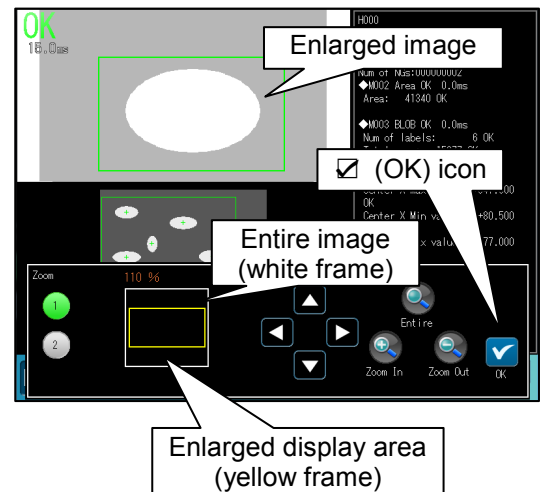 OK
15.0ms
Enlarged image
H000
Num of NGs:000000002
◆M002 Area OK 0.0ms
Area: 41340 OK
◆M003 BLOB OK 0.0ms
Num of labels: 6 OK
☑ (OK) icon
OK
Center X Min +80.500
Entire image
(white frame)
Zoom
110 %
1
2
Entire
Zoom In
Zoom Out
OK
Enlarged display area
(yellow frame)